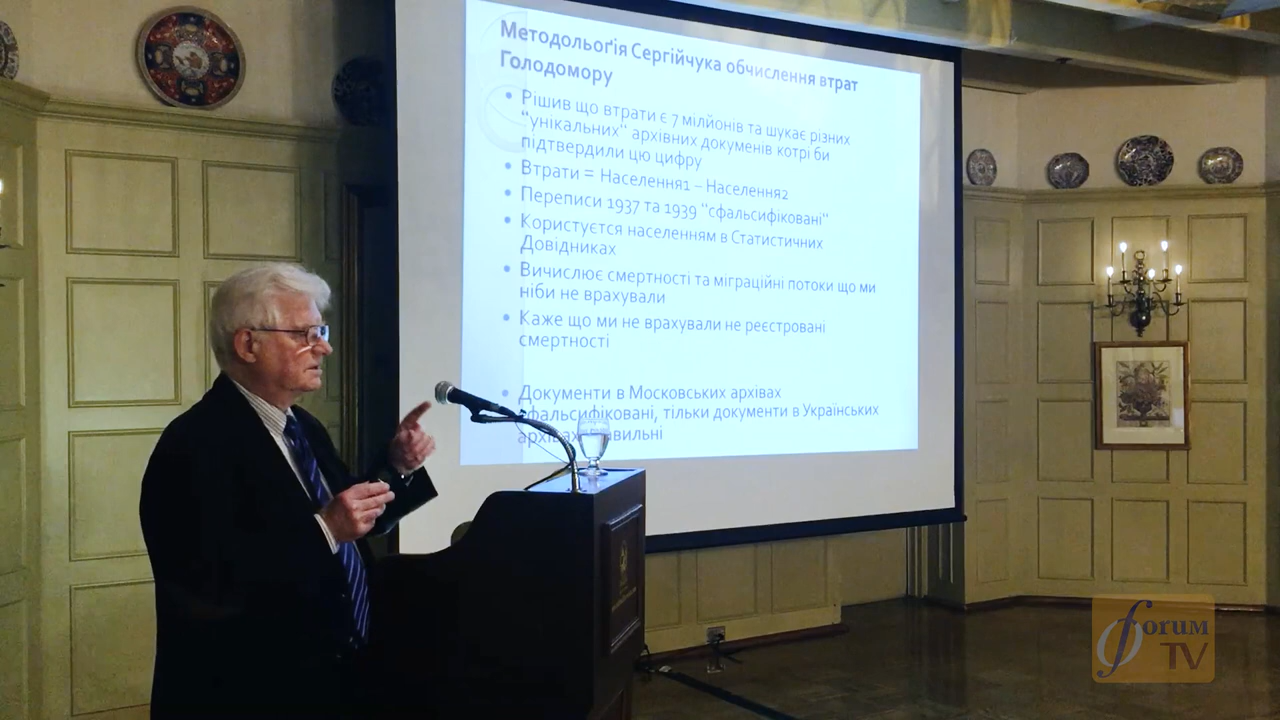 Методольоґія Сергійчука обчислення втрат
Голодомору
• Рішив що втрати є 7 мілйонів та шукає різних
"унікальних" архівних документів котрі би
підтвердили цю цифру
• Втрати = Населення1 – Населення2
• Переписи 1937 та 1939 "сфальсифіковані"
• Користуєтся населенням в Статистичних
Довідниках
• Вичислює смертності та міграційні потоки що ми
ніби не врахували
• Каже що ми не врахували не реєстровані
смертності
• Документи в Московських архівах
сфальсифіковані, тільки документи в Українських
архівах
forum
TV